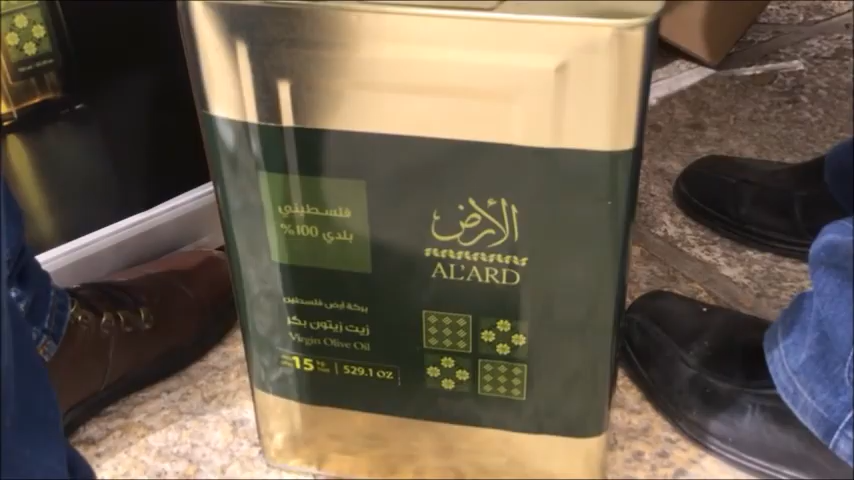 فلسطيني
بلدي 100%
الأرض
AL'ARD
بركة أرض فلسطين
زيت زيتون بكر
Virgin Olive Oil
15
529.1 OZ